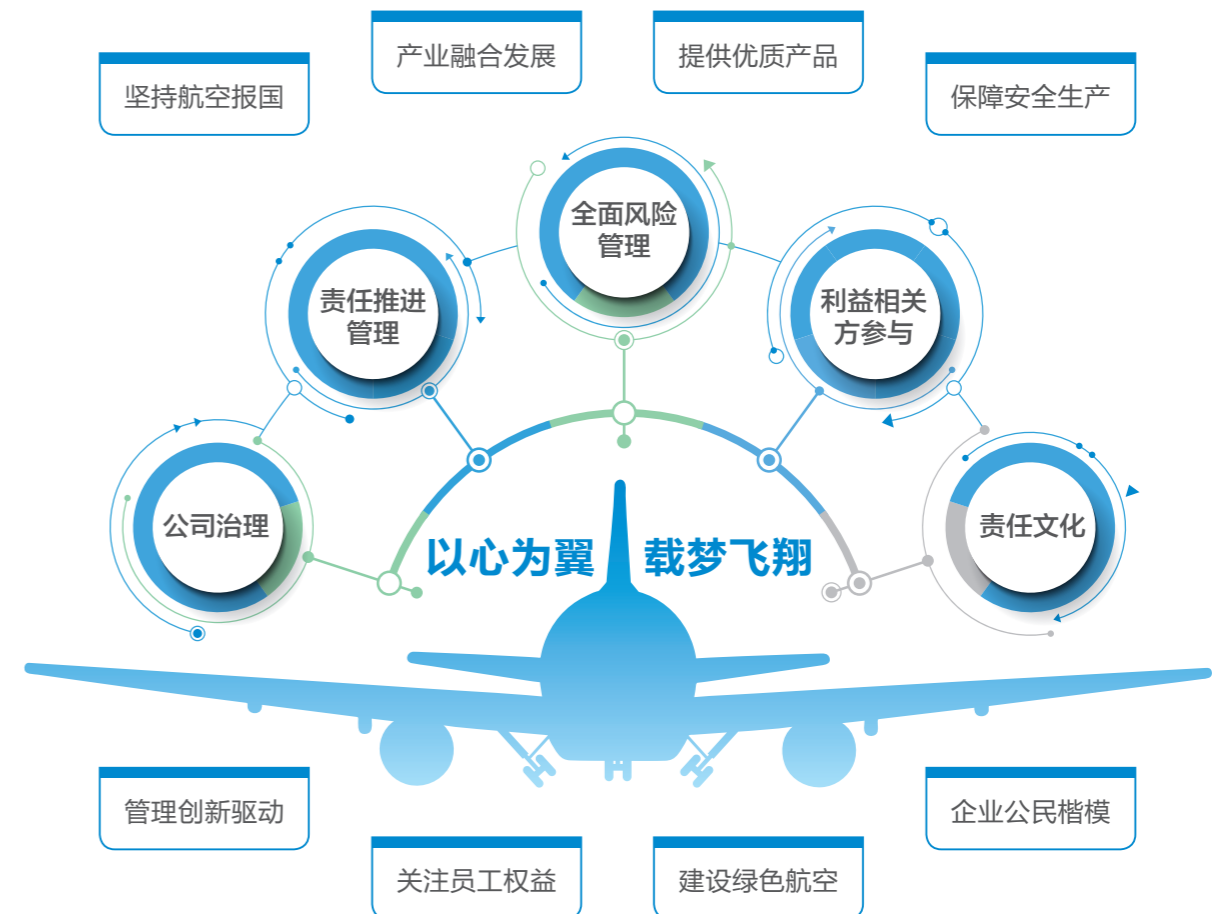 产业融合发展
提供优质产品
坚持航空报国
保障安全生产
全面风险
管理
责任推进
管理
利益相关
方参与
公司治理
责任文化
以心为翼 载梦飞翔
管理创新驱动
企业公民楷模
关注员工权益
建设绿色航空